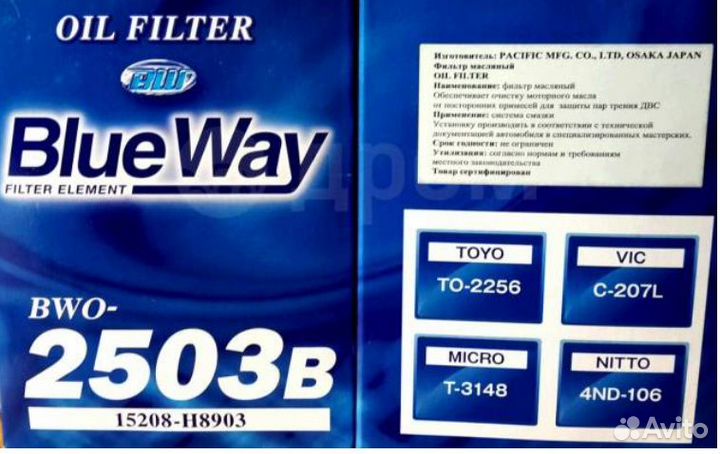 OIL FILTER
BW
Blue Way
FILTER ELEMENT
BWO-
2503B
15208-H8903
Изготовитель: PACIFIC MFG. CO., LTD, OSAKA JAPAN
Фильтр масляный
OIL FILTER
Наименование: фильтр масляный
Обеспечивает очистку моторного масла
от посторонних примесей для защиты пар трения ДВС
Применение: система смазки
Установку производить в соответствии с технической
документацией автомобиля в специализированных мастерских.
Срок годности: не ограничен
Утилизация: согласно нормам и требованиям
местного законодательства
Товар сертифицирован
TOYO
TO-2256
VIC
C-207L
MICRO
T-3148
NITTO
4ND-106
Дром
Avito